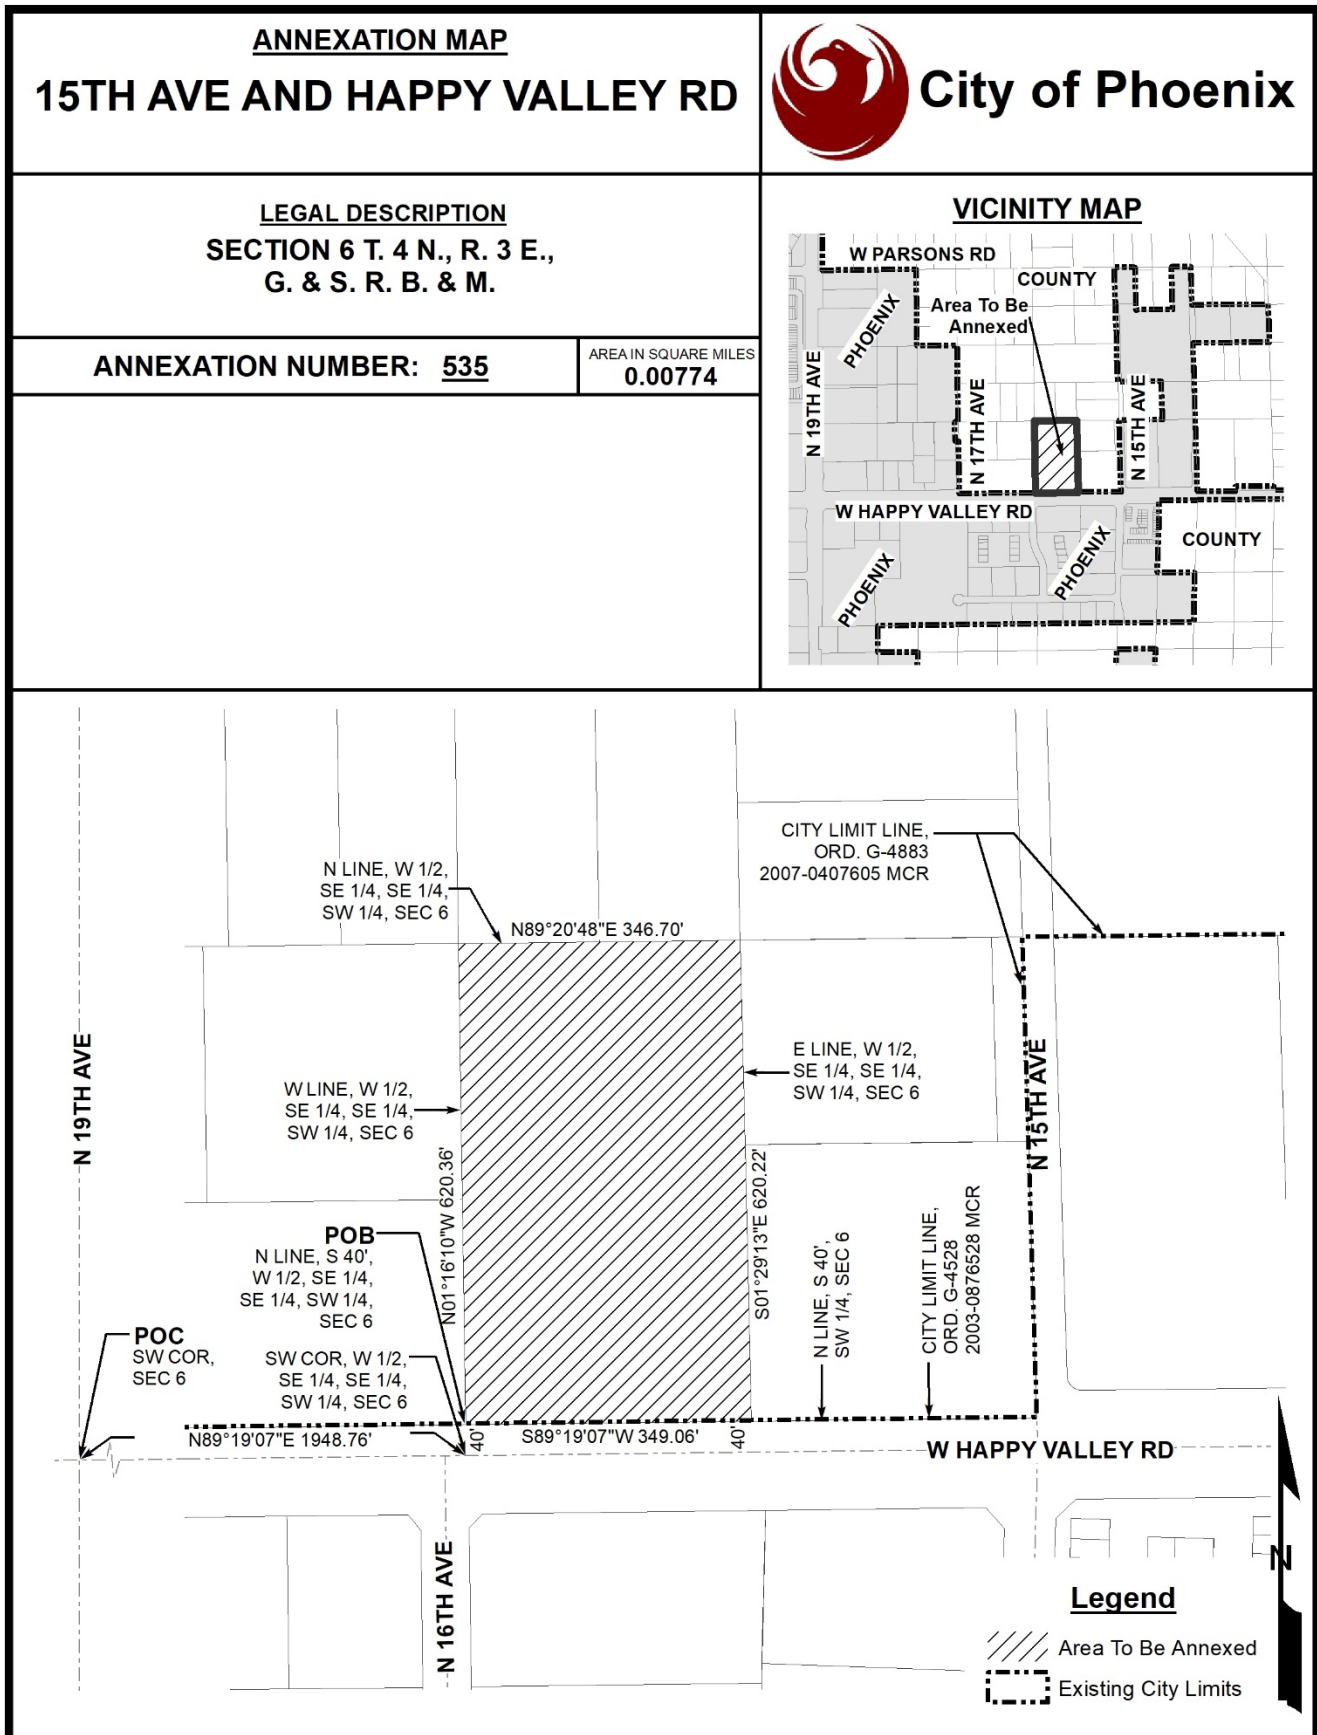 ANNEXATION MAP
15TH AVE AND HAPPY VALLEY RD
City of Phoenix
LEGAL DESCRIPTION
SECTION 6 T. 4 N., R. 3 E.,
G. & S. R. B. & M.
ANNEXATION NUMBER: 535
AREA IN SQUARE MILES
0.00774
VICINITY MAP
W PARSONS RD
COUNTY
Area To Be
Annexed
PHOENIX
N 19TH AVE
N 17TH AVE
N 15TH AVE
W HAPPY VALLEY RD
PHOENIX
PHOENIX
COUNTY
CITY LIMIT LINE,
ORD. G-4883
2007-0407605 MCR
N LINE, W 1/2,
SE 1/4, SE 1/4,
SW 1/4, SEC 6
N89°20'48"E 346.70'
N 19TH AVE
W LINE, W 1/2,
SE 1/4, SE 1/4,
SW 1/4, SEC 6
E LINE, W 1/2,
SE 1/4, SE 1/4,
SW 1/4, SEC 6
N 15TH AVE
N01°16'10"W 620.36'
S01°29'13"E 620.22'
POB
N LINE, S 40',
W 1/2, SE 1/4,
SE 1/4, SW 1/4,
SEC 6
N LINE, S 40',
SW 1/4, SEC 6
CITY LIMIT LINE,
ORD. G-4528
2003-0876528 MCR
POC
SW COR,
SEC 6
SW COR, W 1/2,
SE 1/4, SE 1/4,
SW 1/4, SEC 6
N89°19'07"E 1948.76'
40'
S89°19'07"W 349.06'
40'
W HAPPY VALLEY RD
N 16TH AVE
N
Legend
Area To Be Annexed
Existing City Limits